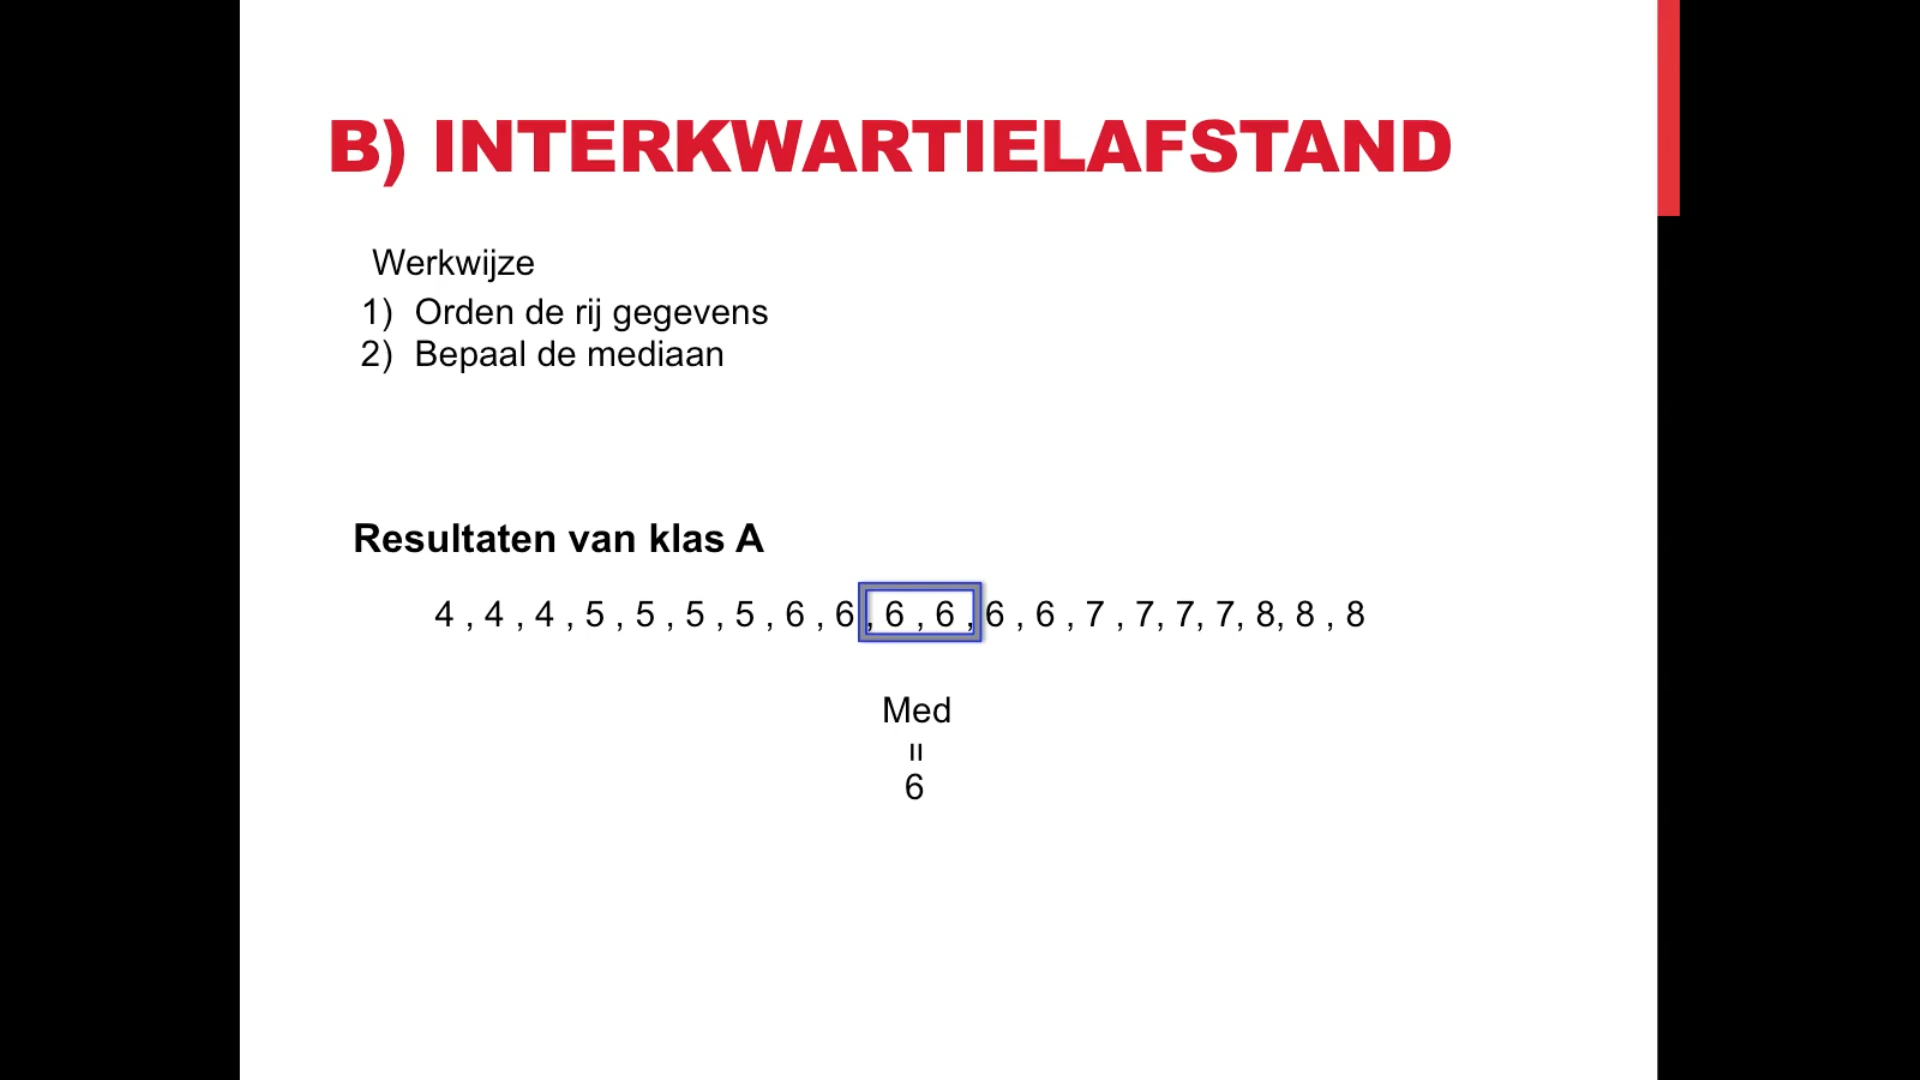 B) INTERKWARTIELAFSTAND
Werkwijze
1) Orden de rij gegevens
2) Bepaal de mediaan
Resultaten van klas A
4 , 4 , 4 , 5 , 5 , 5 , 5 , 6 , 6 , 6 , 6 , 6 , 6 , 7 , 7, 7, 7, 8, 8 , 8
Med
=
6